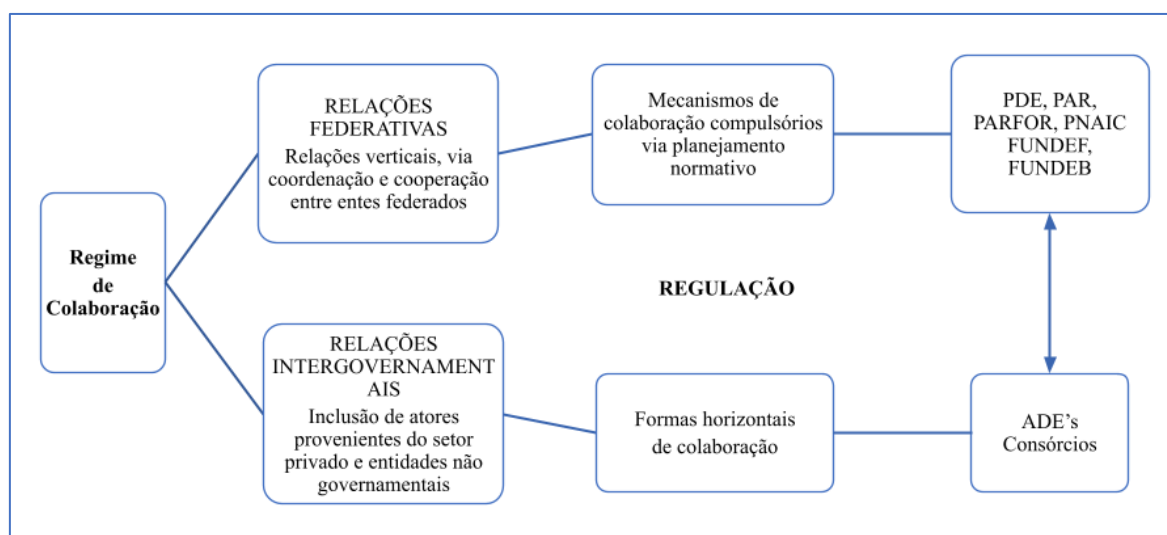 Regime
de
Colaboração
RELAÇÕES
FEDERATIVAS
Relações verticais, via
coordenação e cooperação
entre entes federados
Mecanismos de
colaboração compulsórios
via planejamento
normativo
PDE, PAR,
PARFOR, PNAIC
FUNDEF,
FUNDEB
REGULAÇÃO
RELAÇÕES
INTERGOVERNAMENT
AIS
Inclusão de atores
provenientes do setor
privado e entidades não
governamentais
Formas horizontais
de colaboração
ADE’s
Consórcios